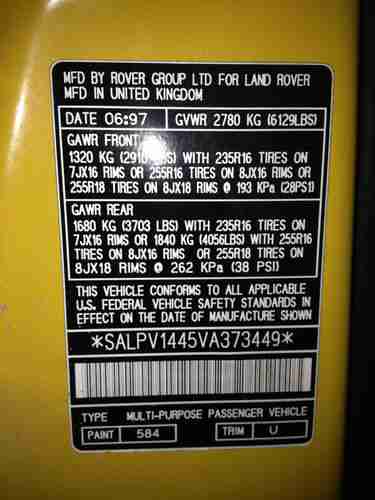 MFD BY ROVER GROUP LTD FOR LAND ROVER
MFD IN UNITED KINGDOM
DATE 06:97 GVWR 2780 KG (6129LBS)
GAWR FRONT
1320 KG (2910 LBS) WITH 235R16 TIRES ON
7JX16 RIMS OR 255R16 TIRES ON 8JX16 RIMS OR
255R18 TIRES ON 8JX18 RIMS @ 193 KPa (28PSI)
GAWR REAR
1680 KG (3703 LBS) WITH 235R16 TIRES ON
7JX16 RIMS OR 1840 KG (4056LBS) WITH 255R16
TIRES ON 8JX16 RIMS OR 255R18 TIRES ON
8JX18 RIMS @ 262 KPa (38 PSI)
THIS VEHICLE CONFORMS TO ALL APPLICABLE
U.S. FEDERAL VEHICLE SAFETY STANDARDS IN
EFFECT ON THE DATE OF MANUFACTURE SHOWN
*SALPV1445VA373449*
TYPE MULTI-PURPOSE PASSENGER VEHICLE
PAINT 584 TRIM U